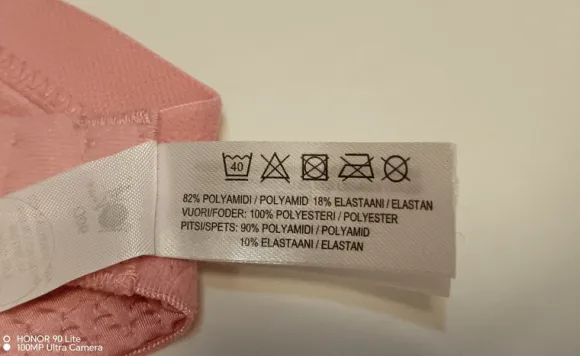 40
82% POLYAMIDI / POLYAMID 18% ELASTAANI / ELASTAN
VUORI/FODER: 100% POLYESTERI / POLYESTER
PITSI/SPETS: 90% POLYAMIDI / POLYAMID
10% ELASTAANI / ELASTAN
HONOR 90 Lite
100MP Ultra Camera